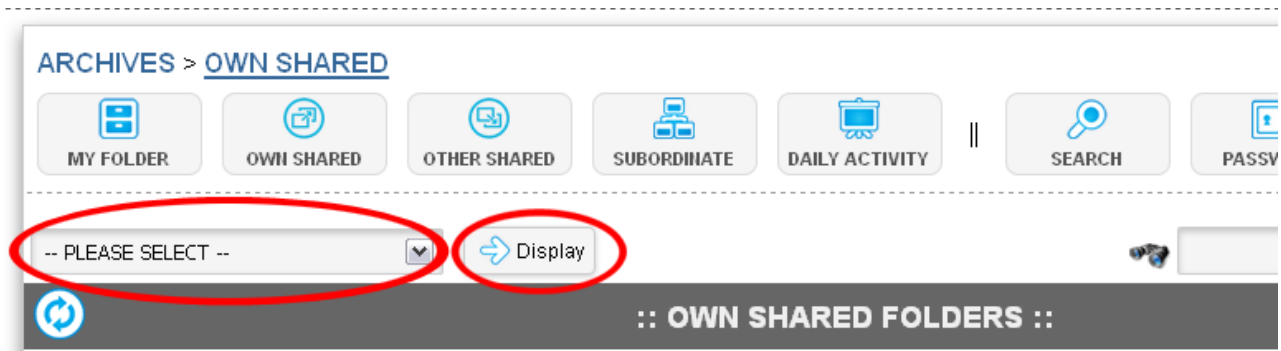 ARCHIVES > OWN SHARED
MY FOLDER OWN SHARED OTHER SHARED SUBORDINATE DAILY ACTIVITY || SEARCH
-- PLEASE SELECT -- Display
:: OWN SHARED FOLDERS ::